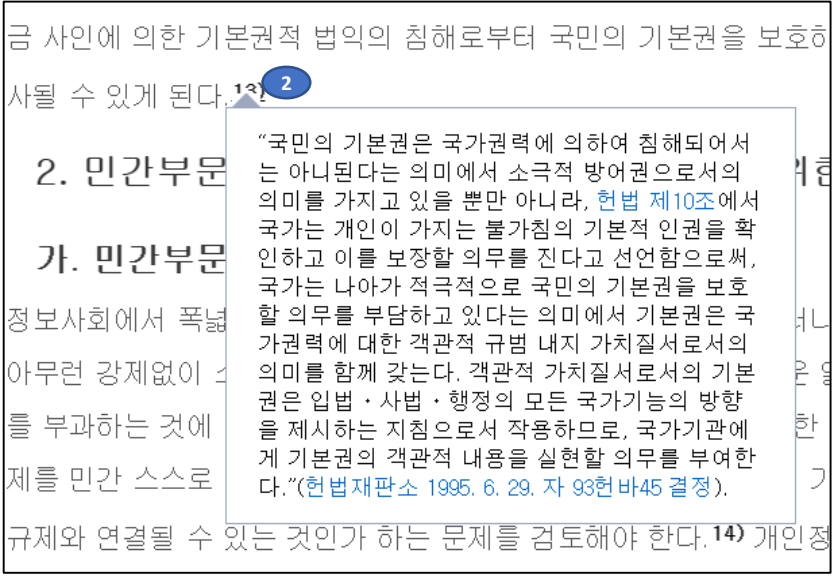 금 사인에 의한 기본권적 법익의 침해로부터 국민의 기본권을 보호하
사될 수 있게 된다.13)
2
“국민의 기본권은 국가권력에 의하여 침해되어서
는 아니된다는 의미에서 소극적 방어권으로서의
의미를 가지고 있을 뿐만 아니라, 헌법 제10조에서
국가는 개인이 가지는 불가침의 기본적 인권을 확
인하고 이를 보장할 의무를 진다고 선언함으로써,
국가는 나아가 적극적으로 국민의 기본권을 보호
할 의무를 부담하고 있다는 의미에서 기본권은 국
가권력에 대한 객관적 규범 내지 가치질서로서의
의미를 함께 갖는다. 객관적 가치질서로서의 기본
권은 입법・사법・행정의 모든 국가기능의 방향
을 제시하는 지침으로서 작용하므로, 국가기관에
게 기본권의 객관적 내용을 실현할 의무를 부여한
다.”(헌법재판소 1995. 6. 29. 자 93헌바45 결정).
2. 민간부문
가. 민간부문
정보사회에서 폭넓
아무런 강제없이
를 부과하는 것에 한
제를 민간 스스로
규제와 연결될 수 있는 것인가 하는 문제를 검토해야 한다.14) 개인정